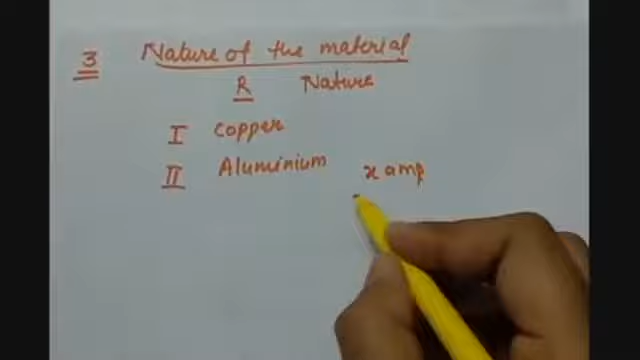 3 Nature of the material
R Nature
I Copper
II Aluminium x amp